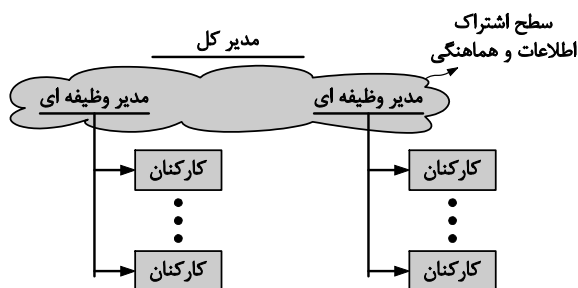 سطح اشتراک
اطلاعات و هماهنگی
مدیر کل
مدیر وظیفه ای
مدیر وظیفه ای
کارکنان
کارکنان
کارکنان
کارکنان